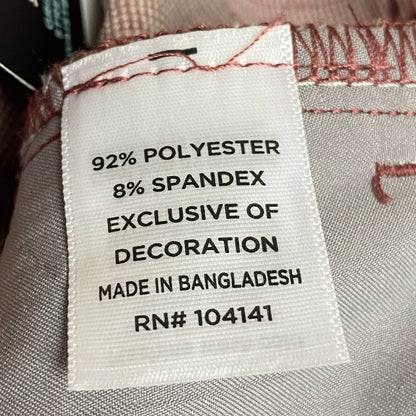 92% POLYESTER
8% SPANDEX
EXCLUSIVE OF
DECORATION
MADE IN BANGLADESH
RN# 104141